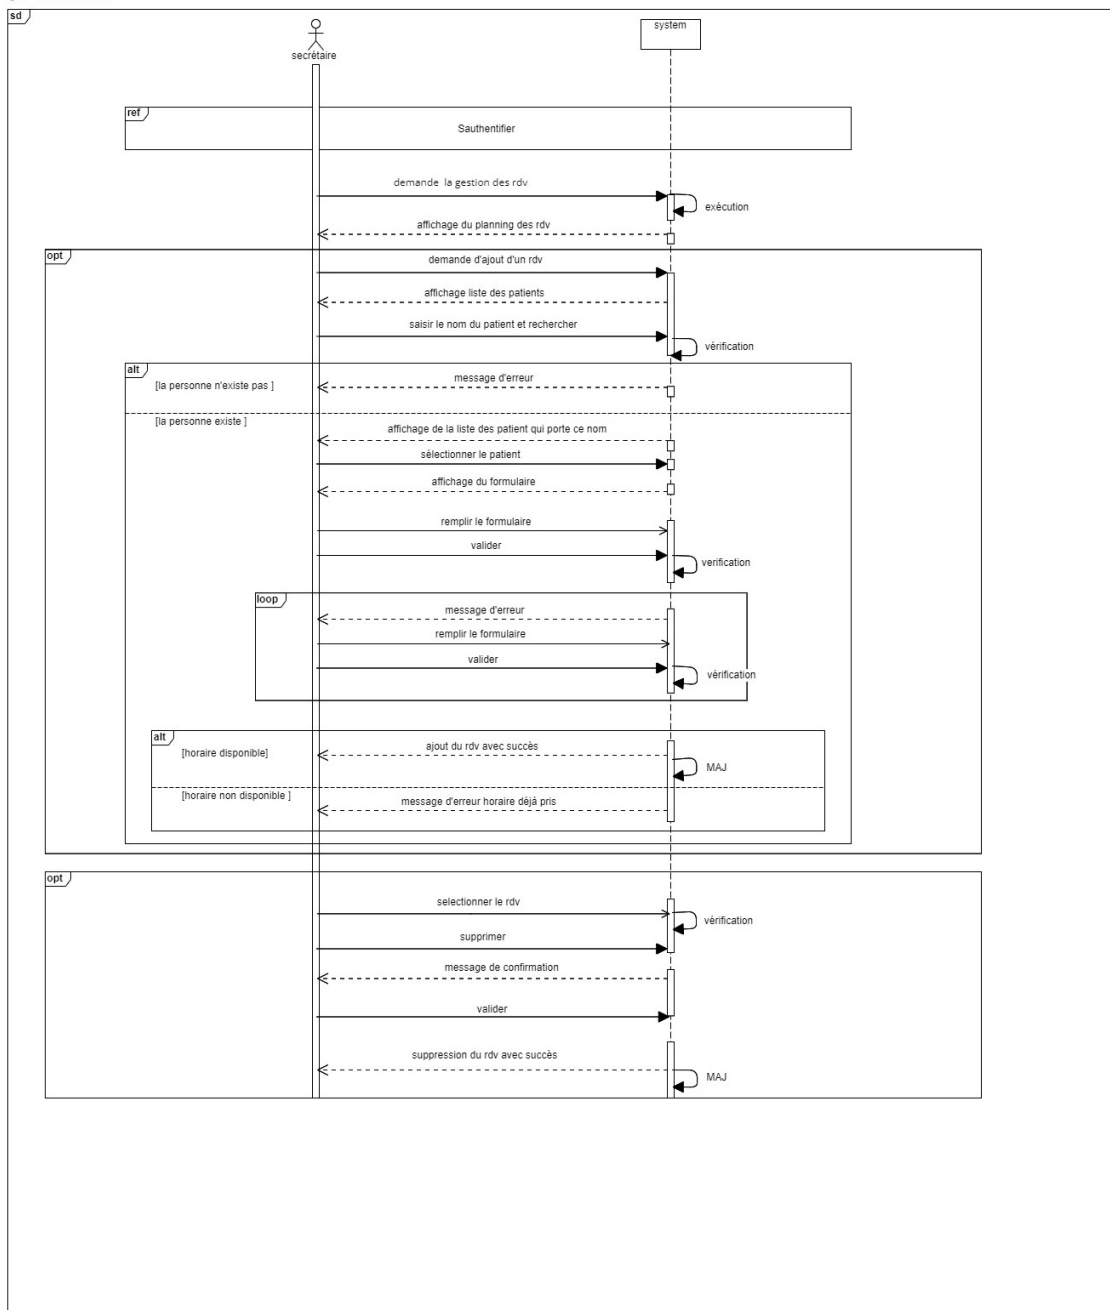 sd
system
secrétaire
ref
Sauthentifier
demande la gestion des rdv
exécution
affichage du planning des rdv
opt
demande d'ajout d'un rdv
affichage liste des patients
saisir le nom du patient et rechercher
vérification
alt
[la personne n'existe pas ]
message d'erreur
[la personne existe ]
affichage de la liste des patient qui porte ce nom
sélectionner le patient
affichage du formulaire
remplir le formulaire
valider
verification
loop
message d'erreur
remplir le formulaire
valider
vérification
alt
[horaire disponible]
ajout du rdv avec succès
MAJ
[horaire non disponible ]
message d'erreur horaire déjà pris
opt
selectionner le rdv
vérification
supprimer
message de confirmation
valider
suppression du rdv avec succès
MAJ